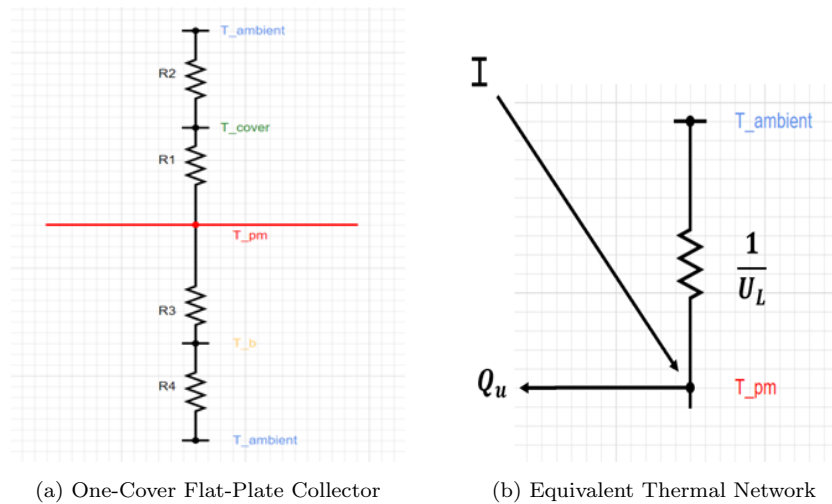 T_ambient
R2
T_cover
R1
T_pm
R3
T_b
R4
T_ambient
(a) One-Cover Flat-Plate Collector
I
T_ambient
1
U_L
Q_u
T_pm
(b) Equivalent Thermal Network